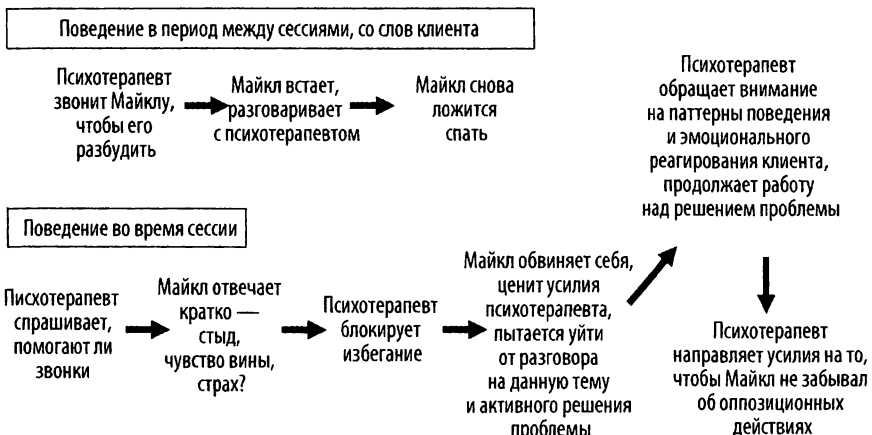 Поведение в период между сессиями, со слов клиента
Психотерапевт
звонит Майклу,
чтобы его
разбудить
Майкл встает,
разговаривает
с психотерапевтом
Майкл снова
ложится
спать
Поведение во время сессии
Писхотерапевт
спрашивает,
помогают ли
звонки
Майкл отвечает
кратко —
стыд,
чувство вины,
страх?
Психотерапевт
блокирует
избегание
Майкл обвиняет себя,
ценит усилия
психотерапевта,
пытается уйти
от разговора
на данную тему
и активного решения
проблемы
Психотерапевт
обращает внимание
на паттерны поведения
и эмоционального
реагирования клиента,
продолжает работу
над решением проблемы
Психотерапевт
направляет усилия на то,
чтобы Майкл не забывал
об оппозиционных
действиях